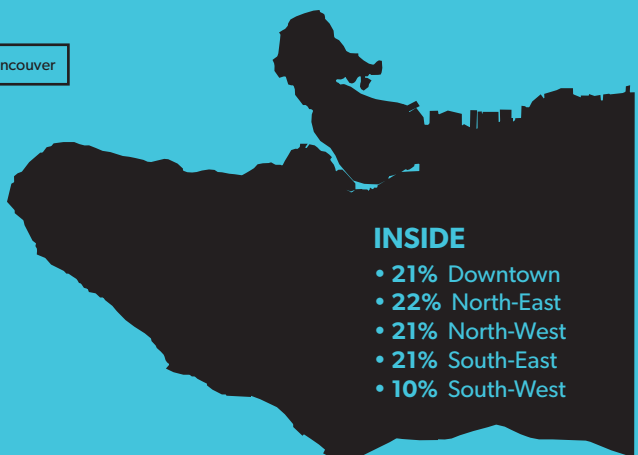 ncouver
INSIDE
• 21% Downtown
• 22% North-East
• 21% North-West
• 21% South-East
• 10% South-West